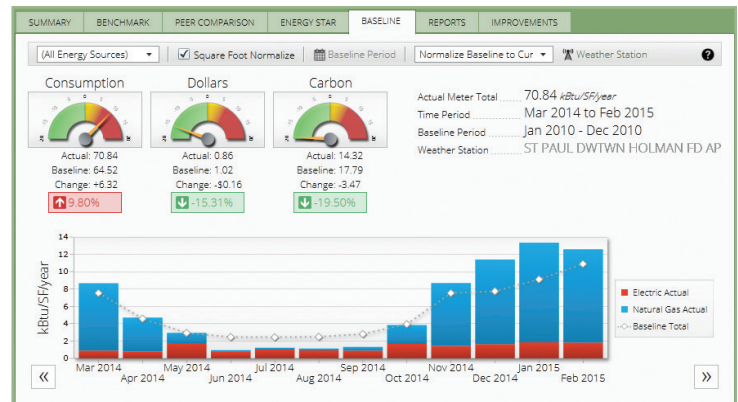 SUMMARY BENCHMARK PEER COMPARISON ENERGY STAR BASELINE REPORTS IMPROVEMENTS
(All Energy Sources) Square Foot Normalize Baseline Period Normalize Baseline to Cur Weather Station ?
Consumption Dollars Carbon
Actual: 70.84 Actual: 0.86 Actual: 14.32
Baseline: 64.52 Baseline: 1.02 Baseline: 17.79
Change: +6.32 Change: -$0.16 Change: -3.47
9.80% -15.31% -19.50%
Actual Meter Total 70.84 kBtu/SF/year
Time Period Mar 2014 to Feb 2015
Baseline Period Jan 2010 - Dec 2010
Weather Station ST PAUL DWTWN HOLMAN FD AP
kBtu/SF/year
14
12
10
8
6
4
2
0
Mar 2014 Apr 2014 May 2014 Jun 2014 Jul 2014 Aug 2014 Sep 2014 Oct 2014 Nov 2014 Dec 2014 Jan 2015 Feb 2015
Electric Actual
Natural Gas Actual
Baseline Total
« »